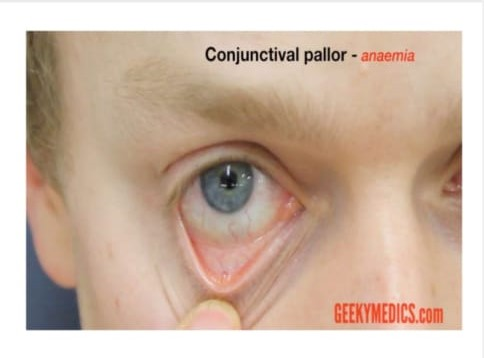 Conjunctival pallor - anaemia
GEEKYMEDICS.com